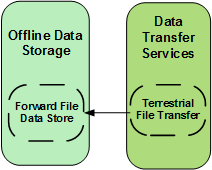 Offline Data
Storage
Forward File
Data Store
Data
Transfer
Services
Terrestrial
File Transfer